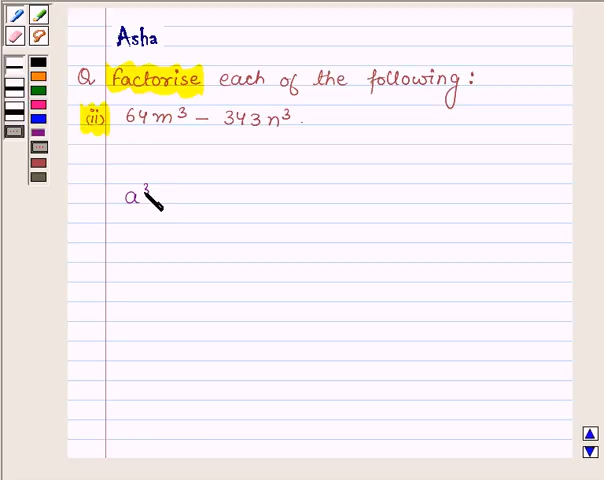 Asha
Q Factorise each of the following :
(ii) 64m³ - 343n³.
a³